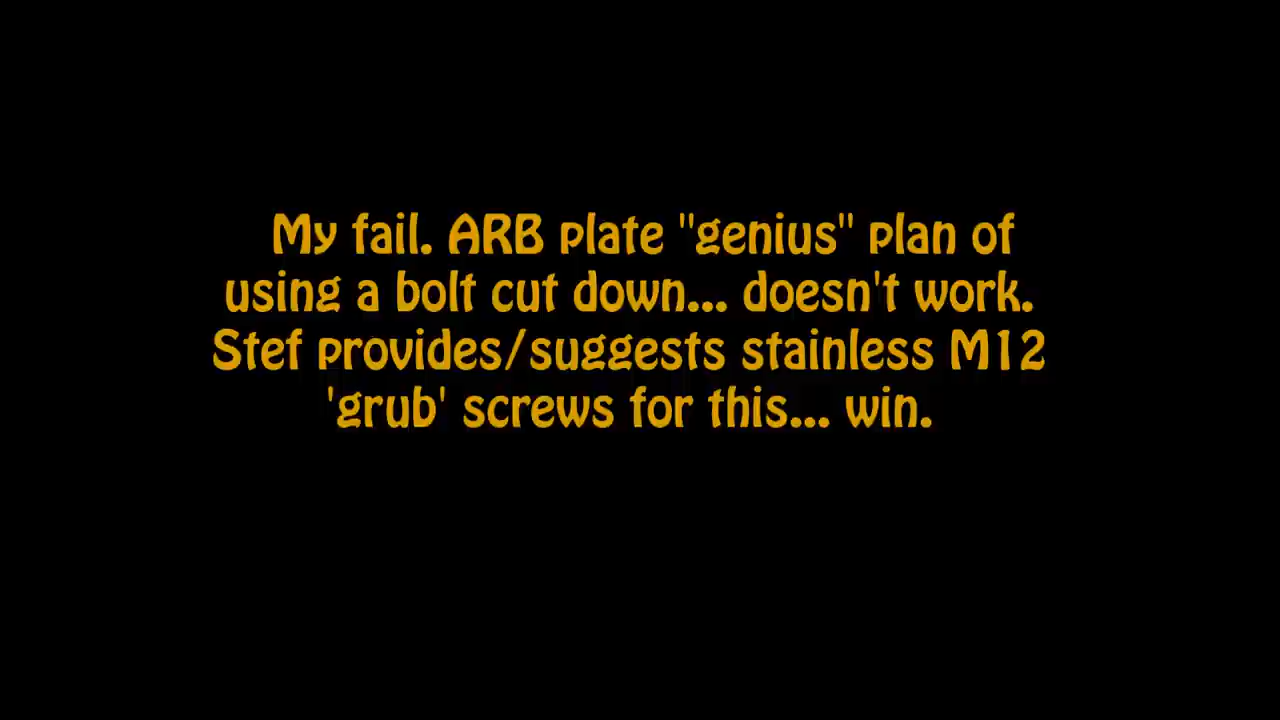 My fail. ARB plate "genius" plan of
using a bolt cut down... doesn't work.
Stef provides/suggests stainless M12
'grub' screws for this... win.